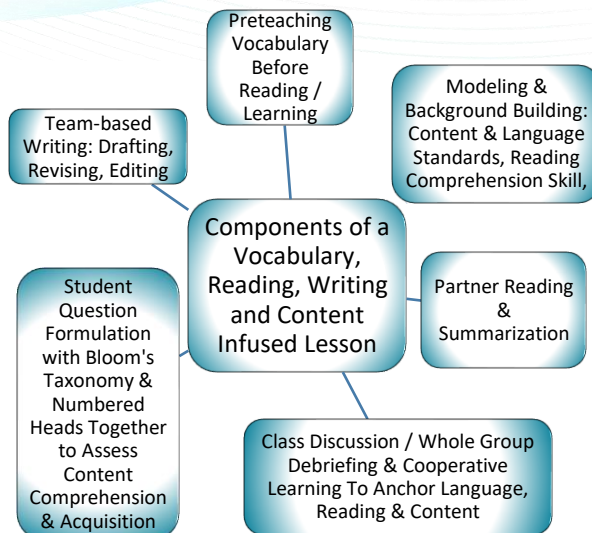 Preteaching
Vocabulary
Before
Reading /
Learning
Modeling &
Background Building:
Content & Language
Standards, Reading
Comprehension Skill,
Team-based
Writing: Drafting,
Revising, Editing
Components of a
Vocabulary,
Reading, Writing
and Content
Infused Lesson
Partner Reading
&
Summarization
Student
Question
Formulation
with Bloom's
Taxonomy &
Numbered
Heads Together
to Assess
Content
Comprehension
& Acquisition
Class Discussion / Whole Group
Debriefing & Cooperative
Learning To Anchor Language,
Reading & Content